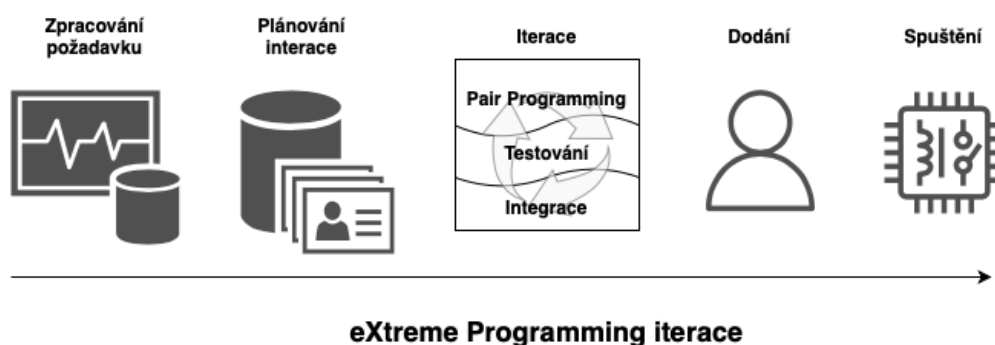 Zpracování
požadavku
Plánování
interace
Iterace
Pair Programming
Testování
Integrace
Dodání
Spuštění
eXtreme Programming iterace